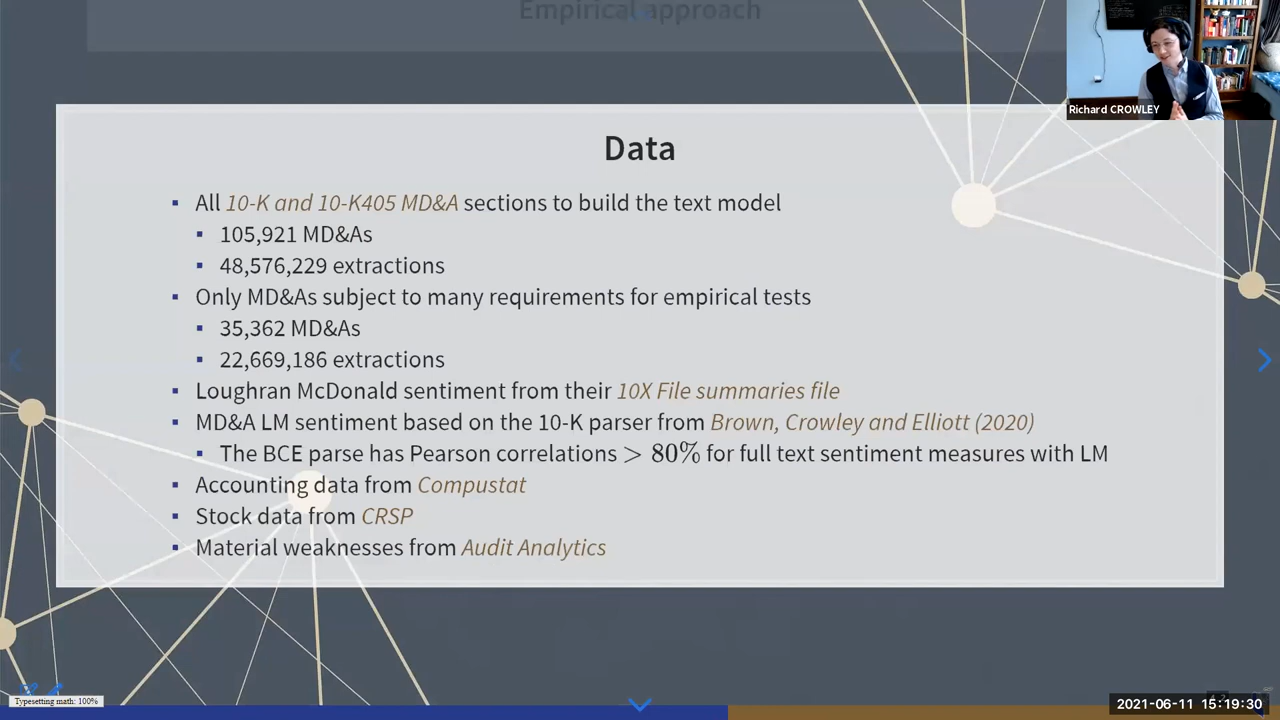 Empirical approach
Richard CROWLEY
Data
All 10-K and 10-K405 MD&A sections to build the text model
105,921 MD&As
48,576,229 extractions
Only MD&As subject to many requirements for empirical tests
35,362 MD&As
22,669,186 extractions
Loughran McDonald sentiment from their 10X File summaries file
MD&A LM sentiment based on the 10-K parser from Brown, Crowley and Elliott (2020)
The BCE parse has Pearson correlations > 80% for full text sentiment measures with LM
Accounting data from Compustat
Stock data from CRSP
Material weaknesses from Audit Analytics
Typesetting math: 100%
2021-06-11 15:19:30